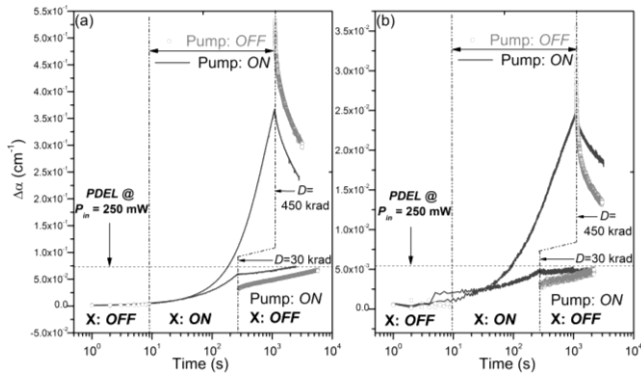 (a)
Pump: OFF
Pump: ON
PDEL @
P_in = 250 mW
D=
450 krad
D=30 krad
Pump: ON
X: OFF
X: ON
X: OFF
5.5x10⁻¹
5.0x10⁻¹
4.5x10⁻¹
4.0x10⁻¹
3.5x10⁻¹
3.0x10⁻¹
2.5x10⁻¹
2.0x10⁻¹
1.5x10⁻¹
1.0x10⁻¹
5.0x10⁻²
0.0
-5.0x10⁻²
Δα (cm⁻¹)
10⁰
10¹
10²
10³
10⁴
Time (s)
(b)
Pump: OFF
Pump: ON
PDEL @
P_in = 250 mW
D=
450 krad
D=30 krad
Pump: ON
X: OFF
X: ON
X: OFF
3.5x10⁻²
3.0x10⁻²
2.5x10⁻²
2.0x10⁻²
1.5x10⁻²
1.0x10⁻²
5.0x10⁻³
0.0
10⁰
10¹
10²
10³
10⁴
Time (s)